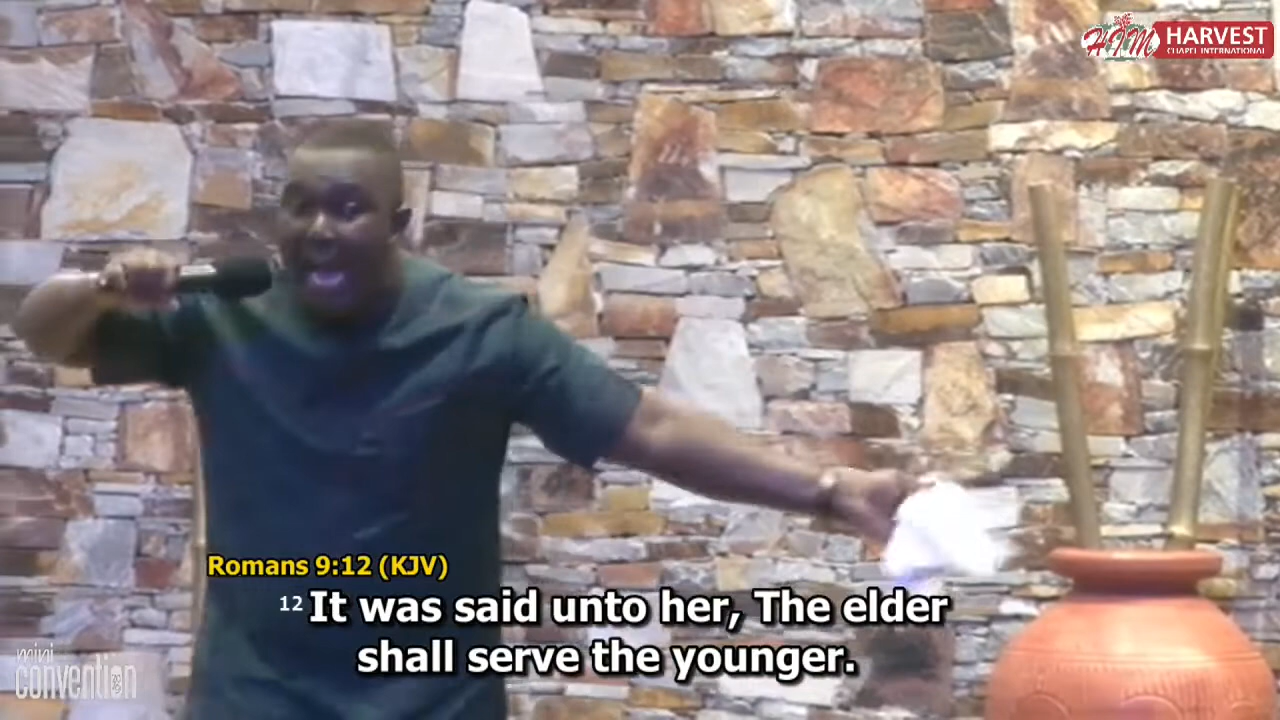 HIM HARVEST
CHAPEL INTERNATIONAL
Romans 9:12 (KJV)
12 It was said unto her, The elder
shall serve the younger.
mini
convention